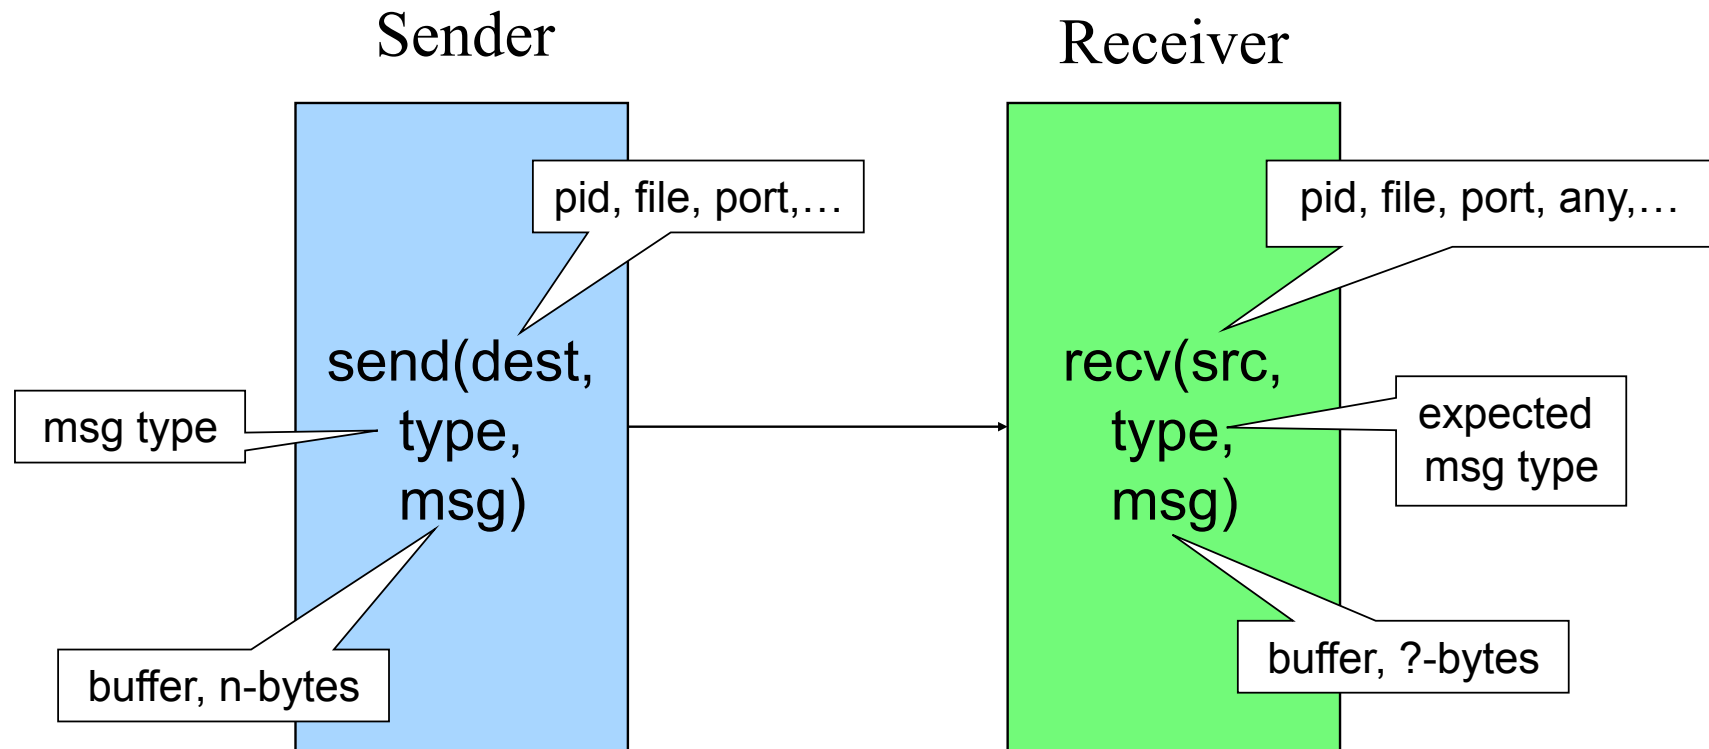 Sender
Receiver
pid, file, port,…
pid, file, port, any,…
send(dest,
type,
msg)
recv(src,
type,
msg)
msg type
expected
msg type
buffer, n-bytes
buffer, ?-bytes